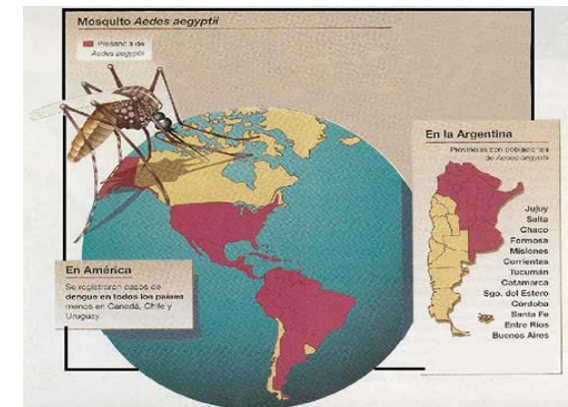 Mosquito Aedes aegyptii
Presencia de
Aedes aegyptii
En la Argentina
Provincias con poblaciones
de Aedes aegyptii
Jujuy
Salta
Chaco
Formosa
Misiones
Corrientes
Tucumán
Catamarca
Sgo. del Estero
Córdoba
Santa Fe
Entre Ríos
Buenos Aires
En América
Se registraron casos de
dengue en todos los países
menos en Canadá, Chile y
Uruguay.